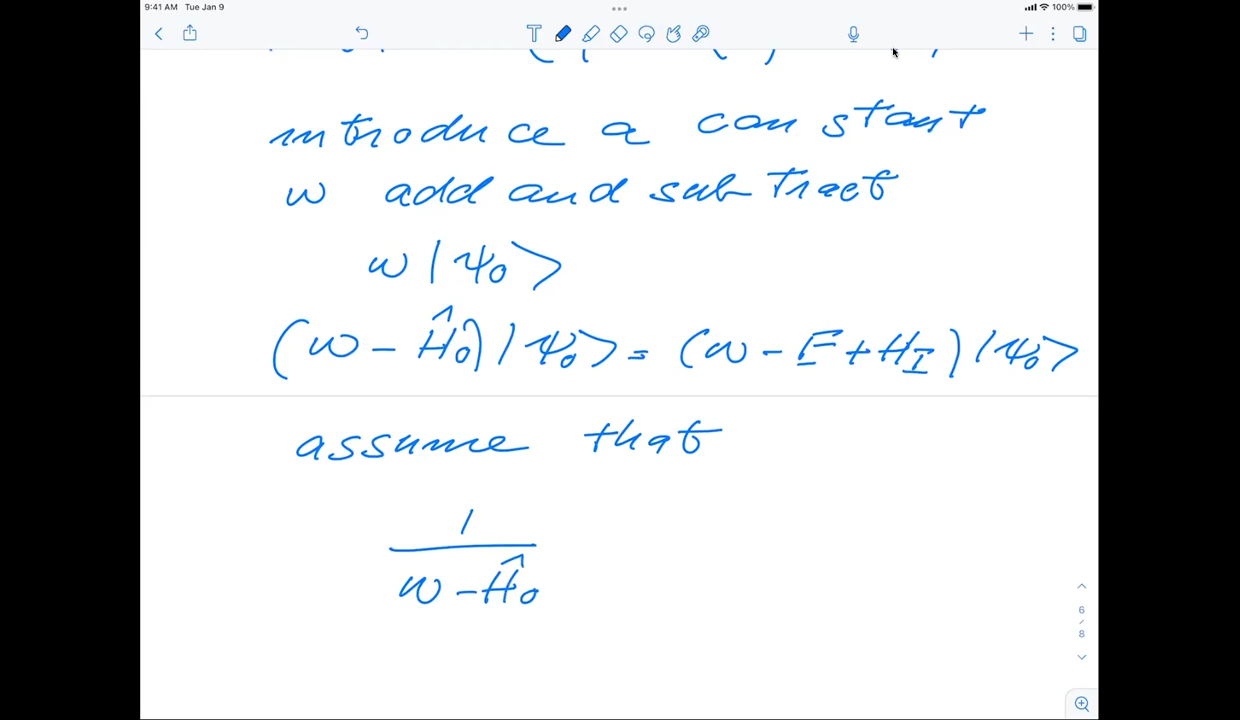 9:41 AM Tue Jan 9
100%
introduce a constant
w add and subtract
w |ψ₀⟩
(w − Ĥ₀) |ψ₀⟩ = (w − E + H_I) |ψ₀⟩
assume that
1
w − Ĥ₀
6
/
8